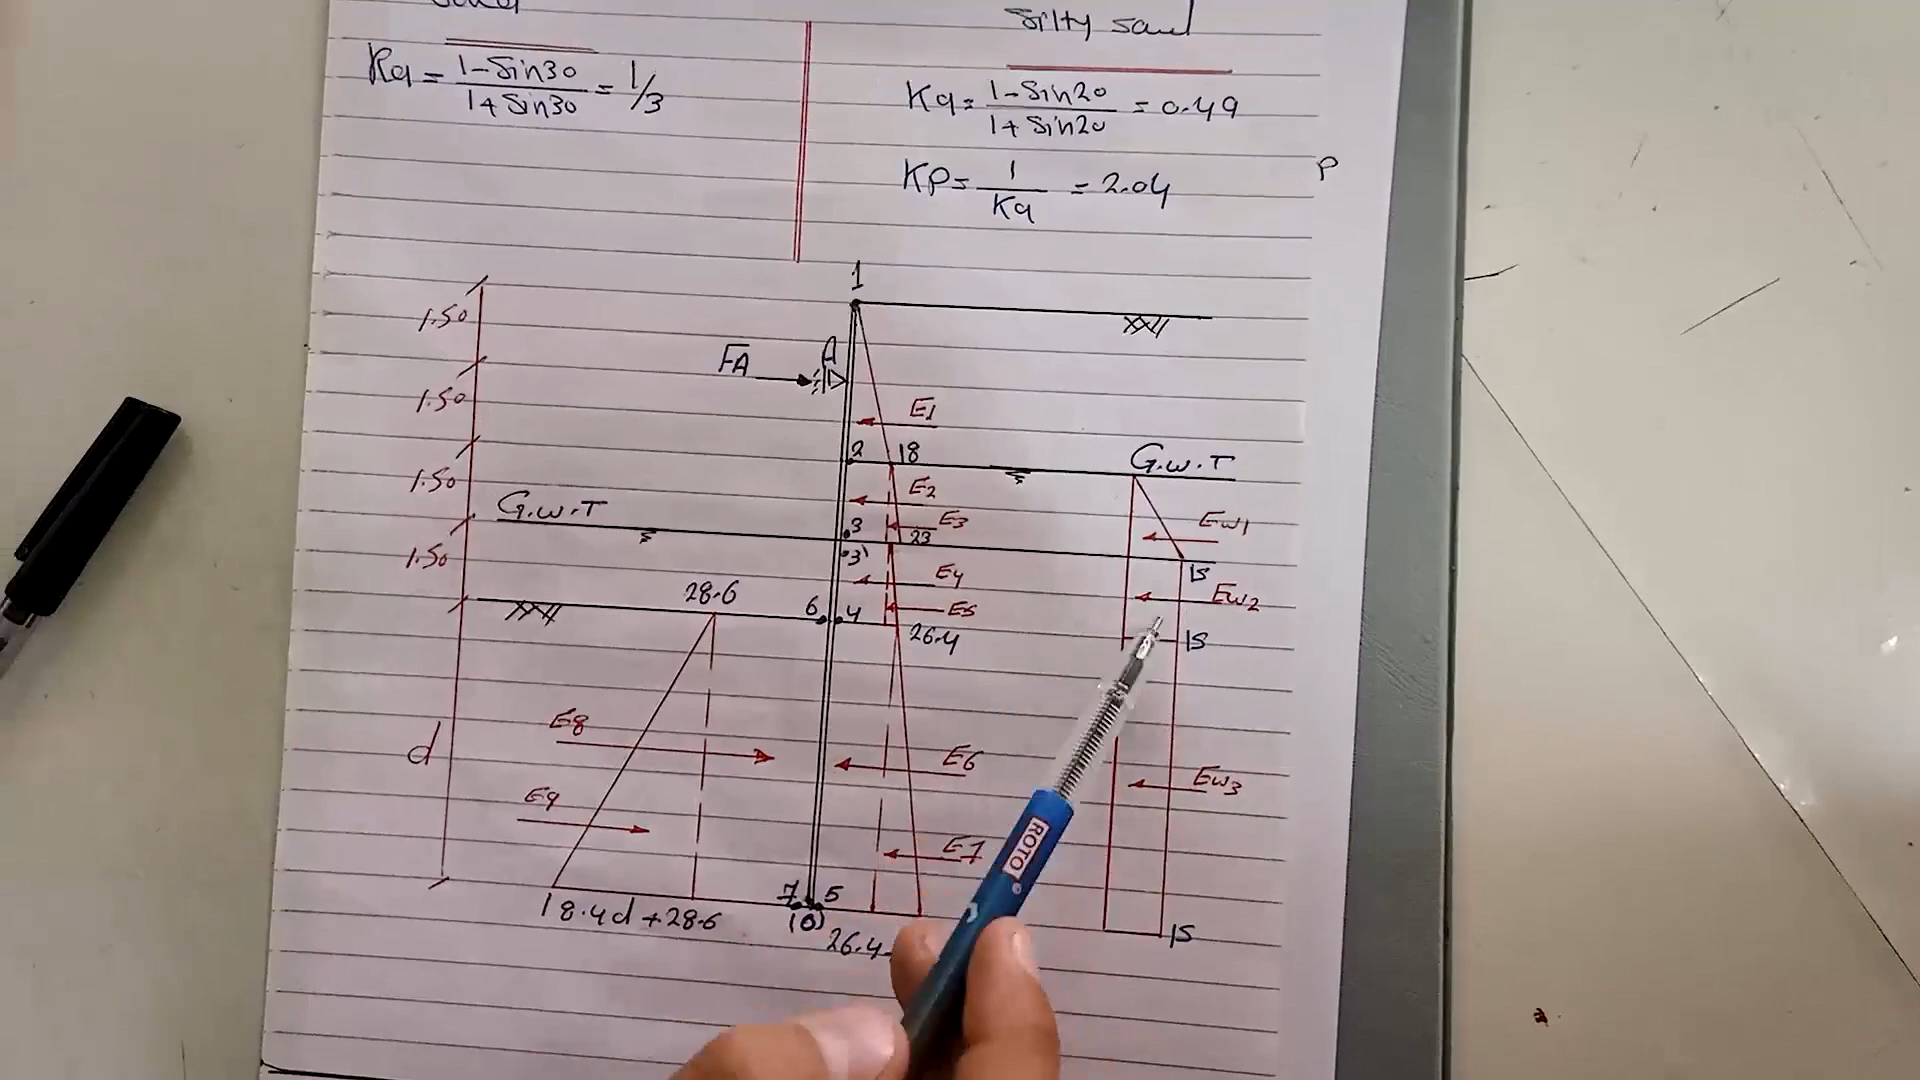 Silty sand
Ka = 1-Sin30 / 1+Sin30 = 1/3
Ka = 1-Sin20 / 1+Sin20 = 0.49
KP = 1 / Ka = 2.04
P
1
1.50
FA
A
1.50
E1
2
18
G.W.T
1.50
E2
G.W.T
3
E3
Ew1
23
1.50
3'
E4
15
28.6
6
4
E5
Ew2
26.4
15
E8
d
E6
Ew3
E9
E7
ROTO
7
5
18.4d+28.6
(0)
26.4
15